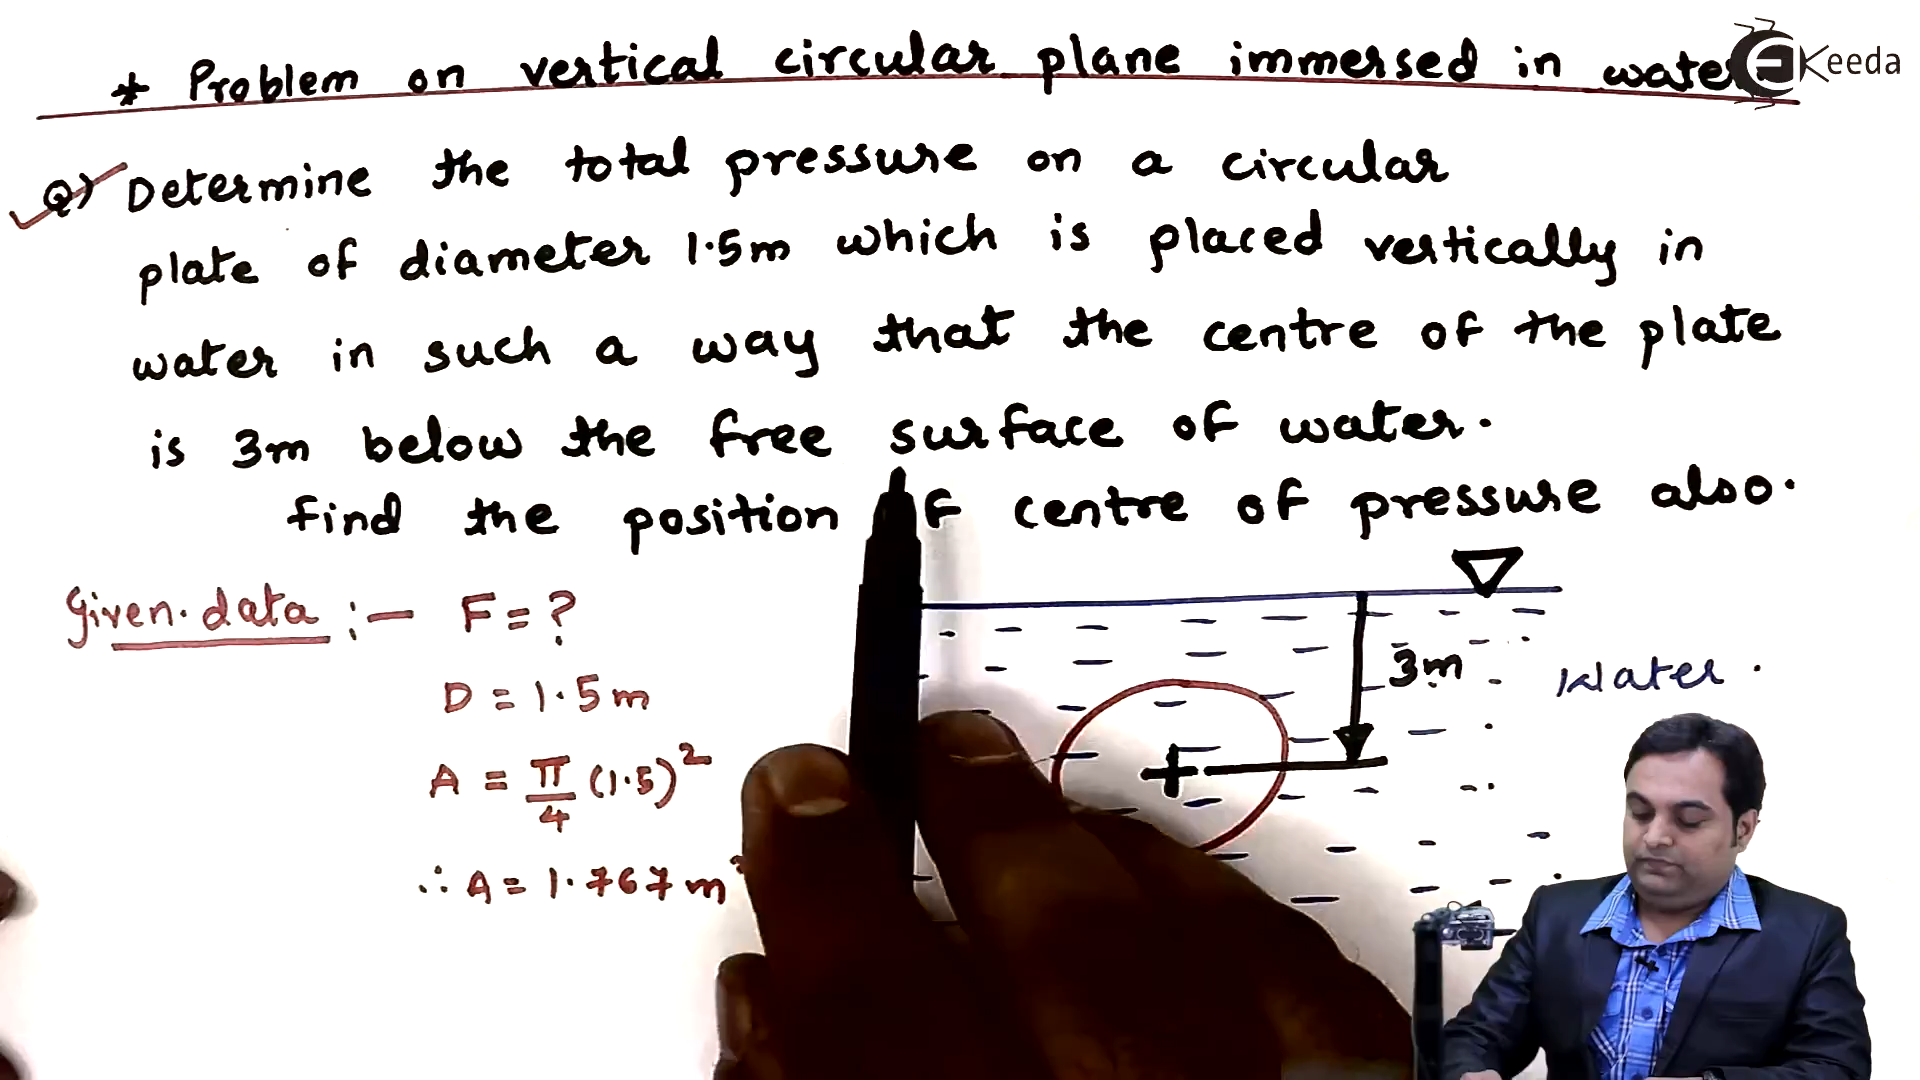 * Problem on vertical circular plane immersed in water
Keeda
Q) Determine the total pressure on a circular
plate of diameter 1.5m which is placed vertically in
water in such a way that the centre of the plate
is 3m below the free surface of water.
Find the position of centre of pressure also.
Given data :- F = ?
D = 1.5m
A = π/4 (1.5)²
∴ A = 1.767 m
3m
Water.